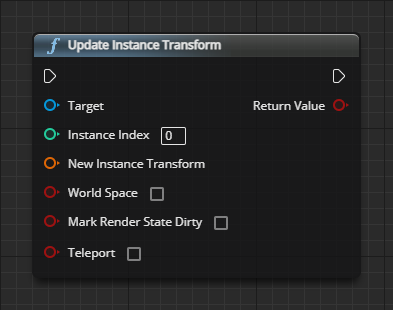 f Update Instance Transform
Target
Return Value
Instance Index 0
New Instance Transform
World Space
Mark Render State Dirty
Teleport